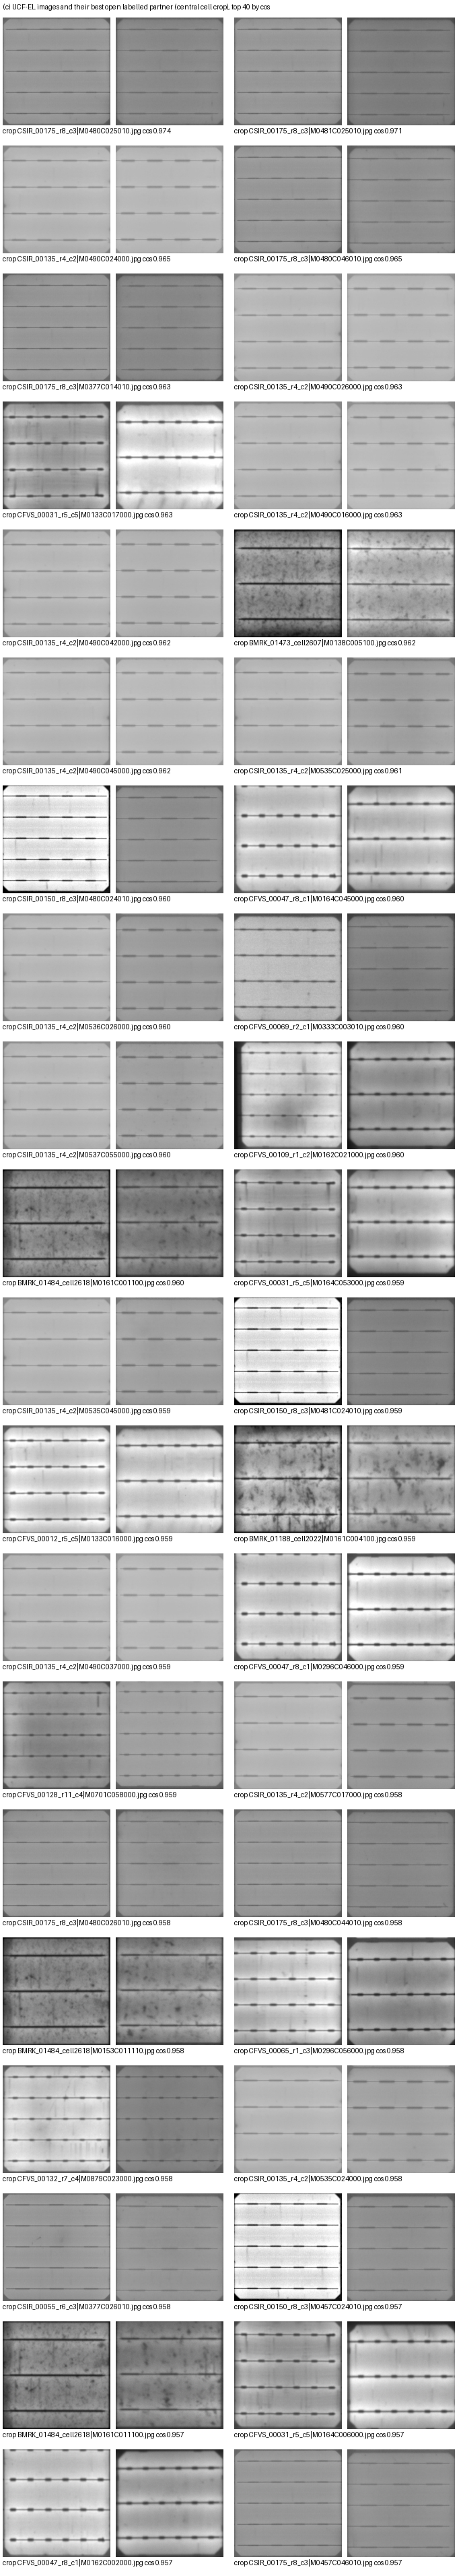 (c) UCF-EL images and their best open labelled partner (central cell crop), top 40 by cos
crop CSIR_00175_r8_c3|M0480C025010.jpg cos 0.974
crop CSIR_00175_r8_c3|M0481C025010.jpg cos 0.971
crop CSIR_00135_r4_c2|M0490C024000.jpg cos 0.965
crop CSIR_00175_r8_c3|M0480C046010.jpg cos 0.965
crop CSIR_00175_r8_c3|M0377C014010.jpg cos 0.963
crop CSIR_00135_r4_c2|M0490C026000.jpg cos 0.963
crop CFVS_00031_r5_c5|M0133C017000.jpg cos 0.963
crop CSIR_00135_r4_c2|M0490C016000.jpg cos 0.963
crop CSIR_00135_r4_c2|M0490C042000.jpg cos 0.962
crop BMRK_01473_cell2607|M0138C005100.jpg cos 0.962
crop CSIR_00135_r4_c2|M0490C045000.jpg cos 0.962
crop CSIR_00135_r4_c2|M0535C025000.jpg cos 0.961
crop CSIR_00150_r8_c3|M0480C024010.jpg cos 0.960
crop CFVS_00047_r8_c1|M0164C045000.jpg cos 0.960
crop CSIR_00135_r4_c2|M0536C026000.jpg cos 0.960
crop CFVS_00069_r2_c1|M0333C003010.jpg cos 0.960
crop CSIR_00135_r4_c2|M0537C055000.jpg cos 0.960
crop CFVS_00109_r1_c2|M0162C021000.jpg cos 0.960
crop BMRK_01484_cell2618|M0161C001100.jpg cos 0.960
crop CFVS_00031_r5_c5|M0164C053000.jpg cos 0.959
crop CSIR_00135_r4_c2|M0535C045000.jpg cos 0.959
crop CSIR_00150_r8_c3|M0481C024010.jpg cos 0.959
crop CFVS_00012_r5_c5|M0133C016000.jpg cos 0.959
crop BMRK_01188_cell2022|M0161C004100.jpg cos 0.959
crop CSIR_00135_r4_c2|M0490C037000.jpg cos 0.959
crop CFVS_00047_r8_c1|M0296C046000.jpg cos 0.959
crop CFVS_00128_r11_c4|M0701C058000.jpg cos 0.959
crop CSIR_00135_r4_c2|M0577C017000.jpg cos 0.958
crop CSIR_00175_r8_c3|M0480C026010.jpg cos 0.958
crop CSIR_00175_r8_c3|M0480C044010.jpg cos 0.958
crop BMRK_01484_cell2618|M0153C011110.jpg cos 0.958
crop CFVS_00065_r1_c3|M0296C056000.jpg cos 0.958
crop CFVS_00132_r7_c4|M0879C023000.jpg cos 0.958
crop CSIR_00135_r4_c2|M0535C024000.jpg cos 0.958
crop CSIR_00055_r6_c3|M0377C026010.jpg cos 0.958
crop CSIR_00150_r8_c3|M0457C024010.jpg cos 0.957
crop BMRK_01484_cell2618|M0161C011100.jpg cos 0.957
crop CFVS_00031_r5_c5|M0164C006000.jpg cos 0.957
crop CFVS_00047_r8_c1|M0162C002000.jpg cos 0.957
crop CSIR_00175_r8_c3|M0457C046010.jpg cos 0.957